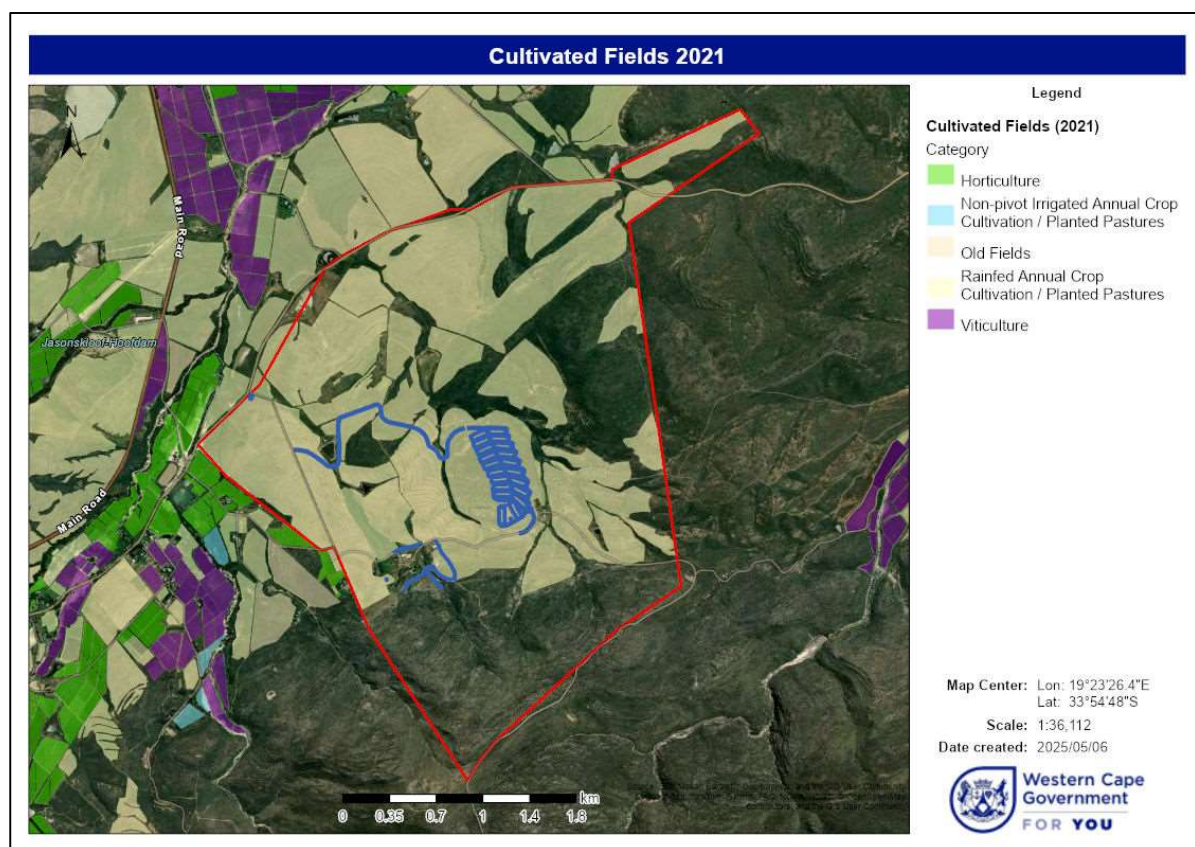 Cultivated Fields 2021
N
Main Road
Jasonskloof-Hoofdam
Main Road
0 0.35 0.7 1 1.4 1.8
km
Legend
Cultivated Fields (2021)
Category
Horticulture
Non-pivot Irrigated Annual Crop
Cultivation / Planted Pastures
Old Fields
Rainfed Annual Crop
Cultivation / Planted Pastures
Viticulture
Map Center: Lon: 19°23'26.4"E
Lat: 33°54'48"S
Scale: 1:36,112
Date created: 2025/05/06
Western Cape
Government
FOR YOU